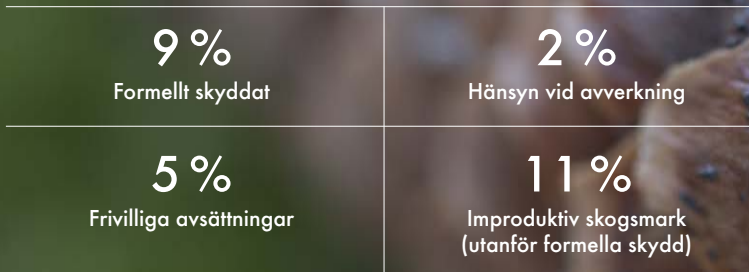 9 %
Formellt skyddat
2 %
Hänsyn vid avverkning
5 %
Frivilliga avsättningar
11 %
Improduktiv skogsmark
(utanför formella skydd)